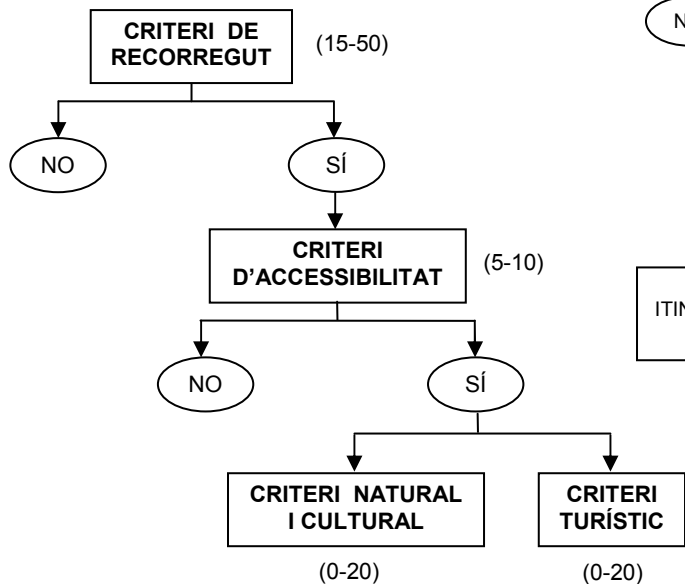 CRITERI DE
RECORREGUT
(15-50)
NO
SÍ
CRITERI
D'ACCESSIBILITAT
(5-10)
NO
SÍ
CRITERI NATURAL
I CULTURAL
CRITERI
TURÍSTIC
(0-20)
(0-20)